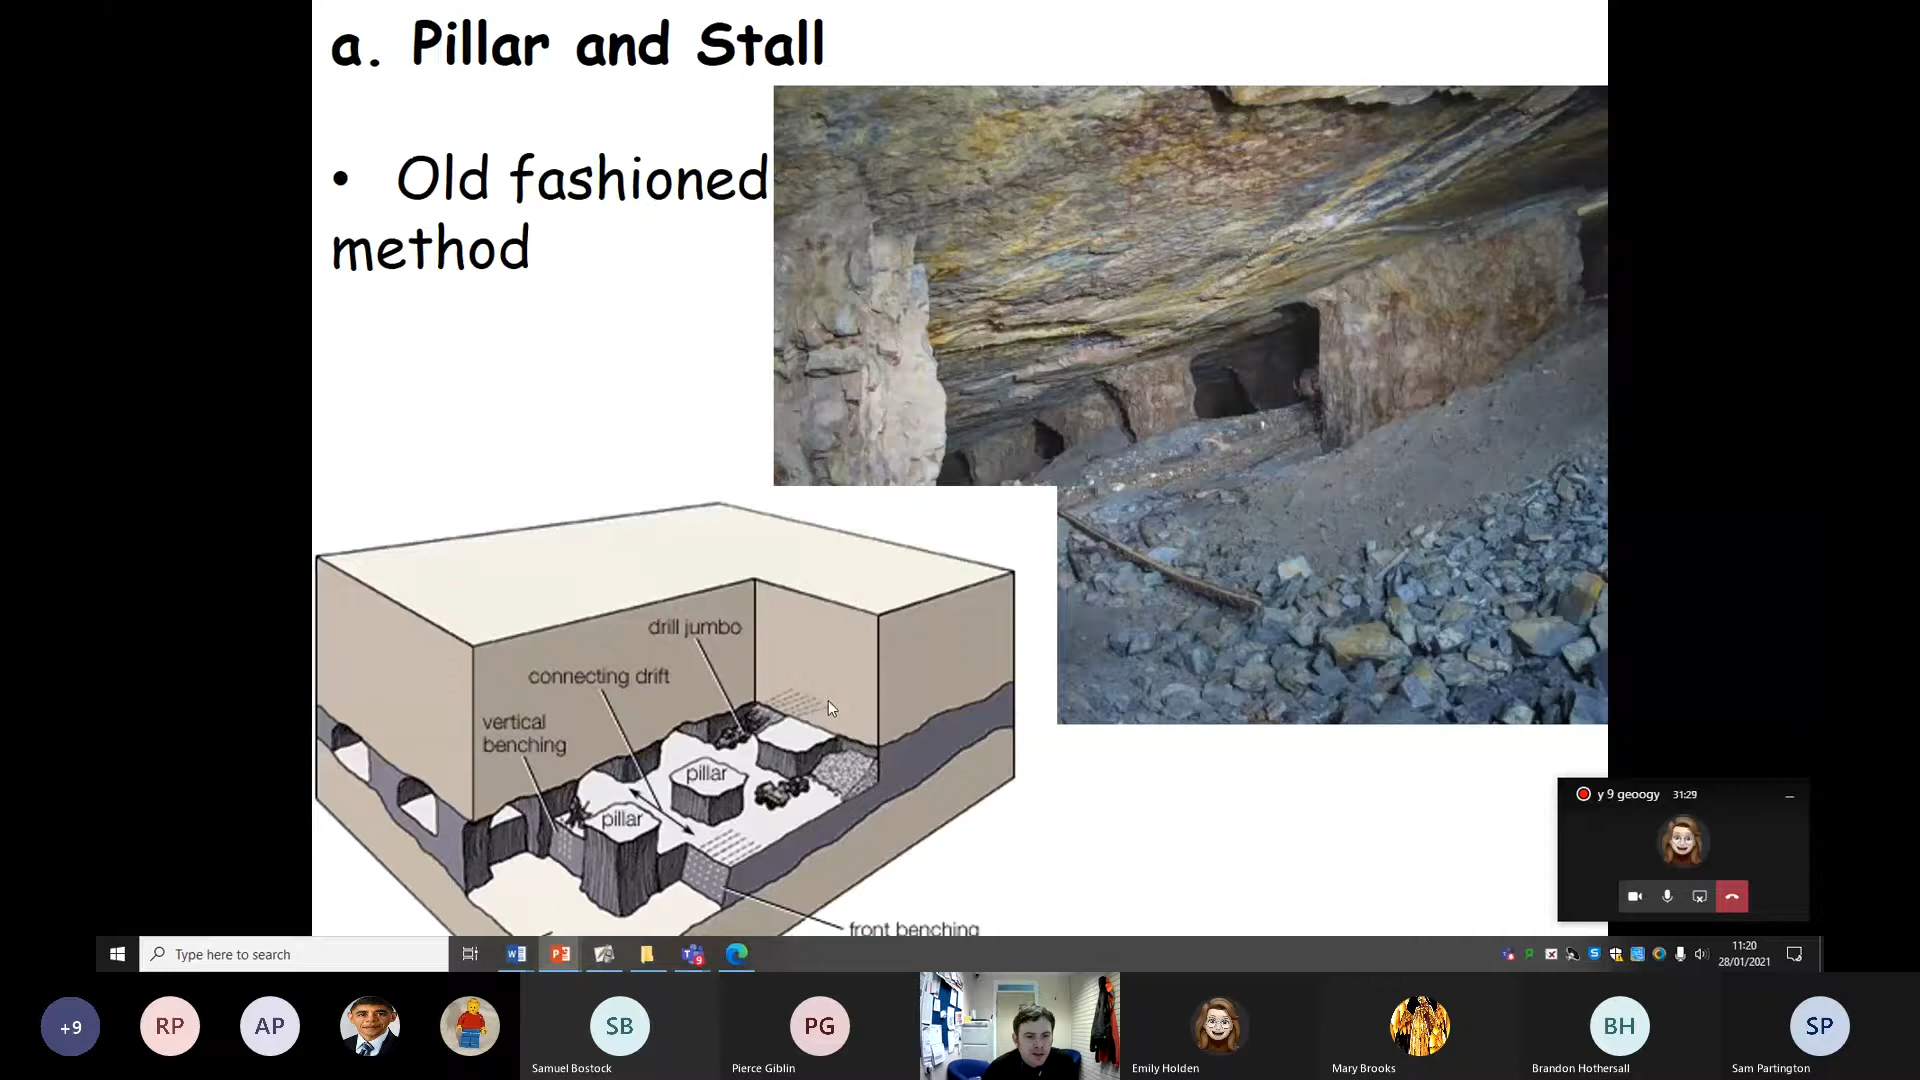 a. Pillar and Stall
• Old fashioned
method
drill jumbo
connecting drift
vertical
benching
pillar
pillar
front benching
y 9 geoogy 31:29
Type here to search
9
11:20
28/01/2021
+9
RP
AP
SB
PG
BH
SP
Samuel Bostock
Pierce Giblin
Emily Holden
Mary Brooks
Brandon Hothersall
Sam Partington